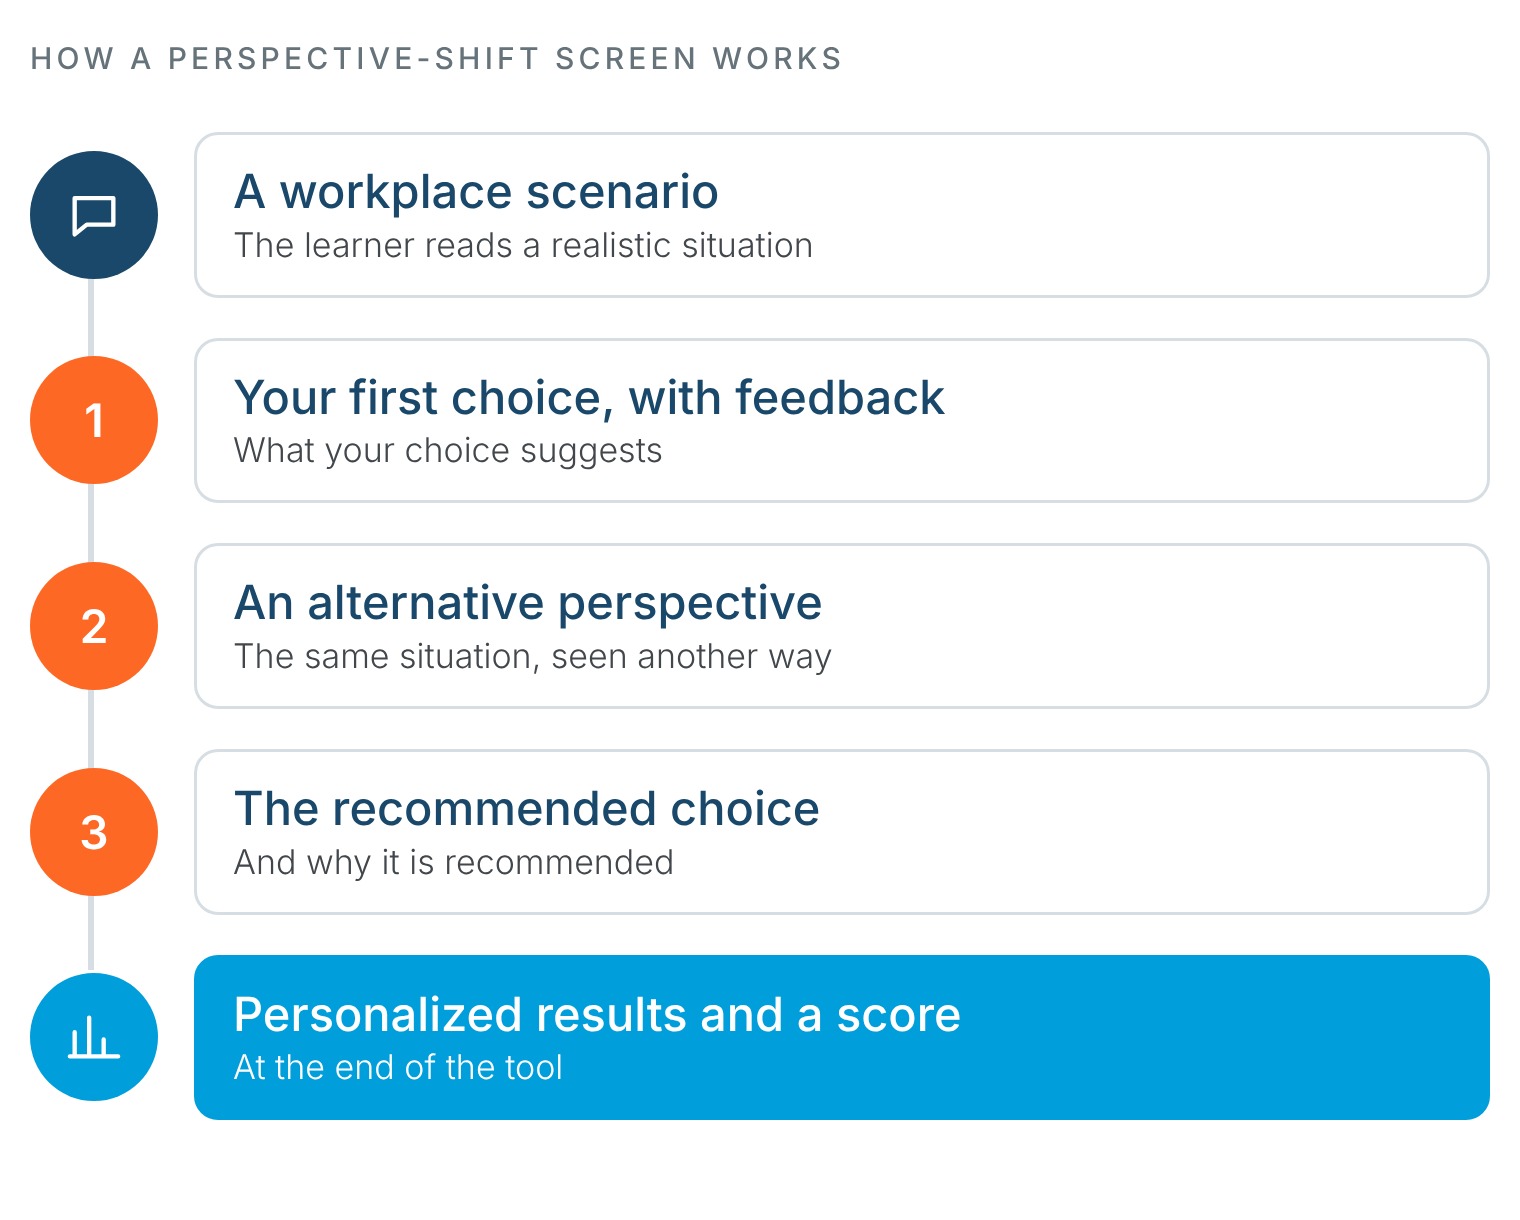 HOW A PERSPECTIVE-SHIFT SCREEN WORKS
A workplace scenario
The learner reads a realistic situation
1
Your first choice, with feedback
What your choice suggests
2
An alternative perspective
The same situation, seen another way
3
The recommended choice
And why it is recommended
Personalized results and a score
At the end of the tool